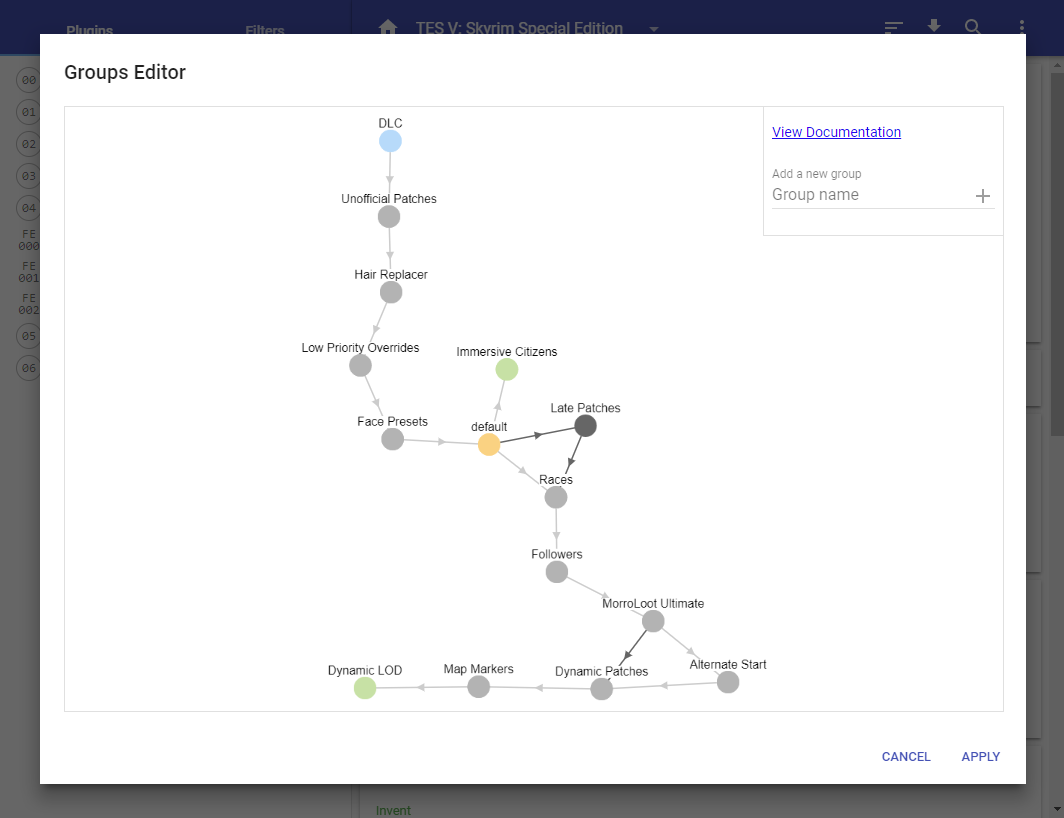 Plugins
Filters
TES V: Skyrim Special Edition
Groups Editor
00
01
02
03
04
FE
000
FE
001
FE
002
05
06
DLC
Unofficial Patches
Hair Replacer
Low Priority Overrides
Immersive Citizens
Face Presets
Late Patches
default
Races
Followers
MorroLoot Ultimate
Alternate Start
Dynamic Patches
Map Markers
Dynamic LOD
View Documentation
Add a new group
Group name
CANCEL
APPLY
Invent